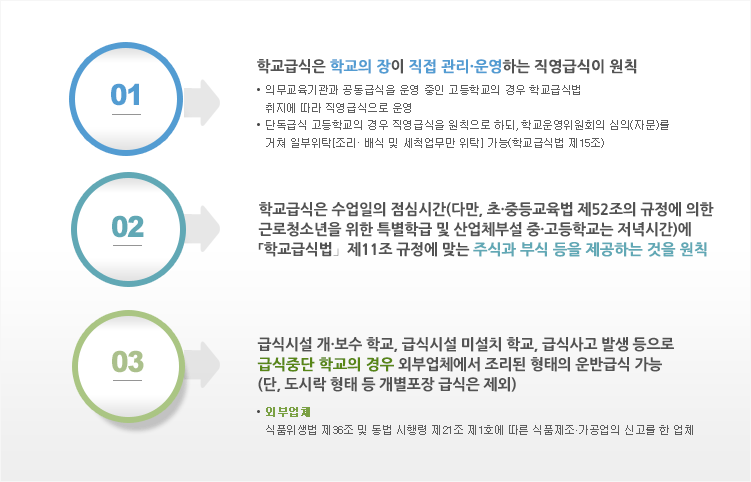 01
학교급식은 학교의 장이 직접 관리·운영하는 직영급식이 원칙
• 의무교육기관과 공동급식을 운영 중인 고등학교의 경우 학교급식법
취지에 따라 직영급식으로 운영
• 단독급식 고등학교의 경우 직영급식을 원칙으로 하되, 학교운영위원회의 심의(자문)를
거쳐 일부위탁[조리· 배식 및 세척업무만 위탁] 가능(학교급식법 제15조)
02
학교급식은 수업일의 점심시간(다만, 초·중등교육법 제52조의 규정에 의한
근로청소년을 위한 특별학급 및 산업체부설 중·고등학교는 저녁시간)에
「학교급식법」 제11조 규정에 맞는 주식과 부식 등을 제공하는 것을 원칙
03
급식시설 개·보수 학교, 급식시설 미설치 학교, 급식사고 발생 등으로
급식중단 학교의 경우 외부업체에서 조리된 형태의 운반급식 가능
(단, 도시락 형태 등 개별포장 급식은 제외)
• 외부업체
식품위생법 제36조 및 동법 시행령 제21조 제1호에 따른 식품제조·가공업의 신고를 한 업체